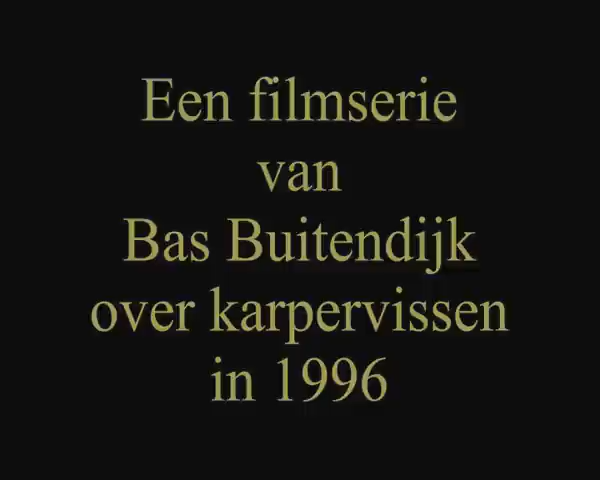 Een filmserie
van
Bas Buitendijk
over karpervissen
in 1996